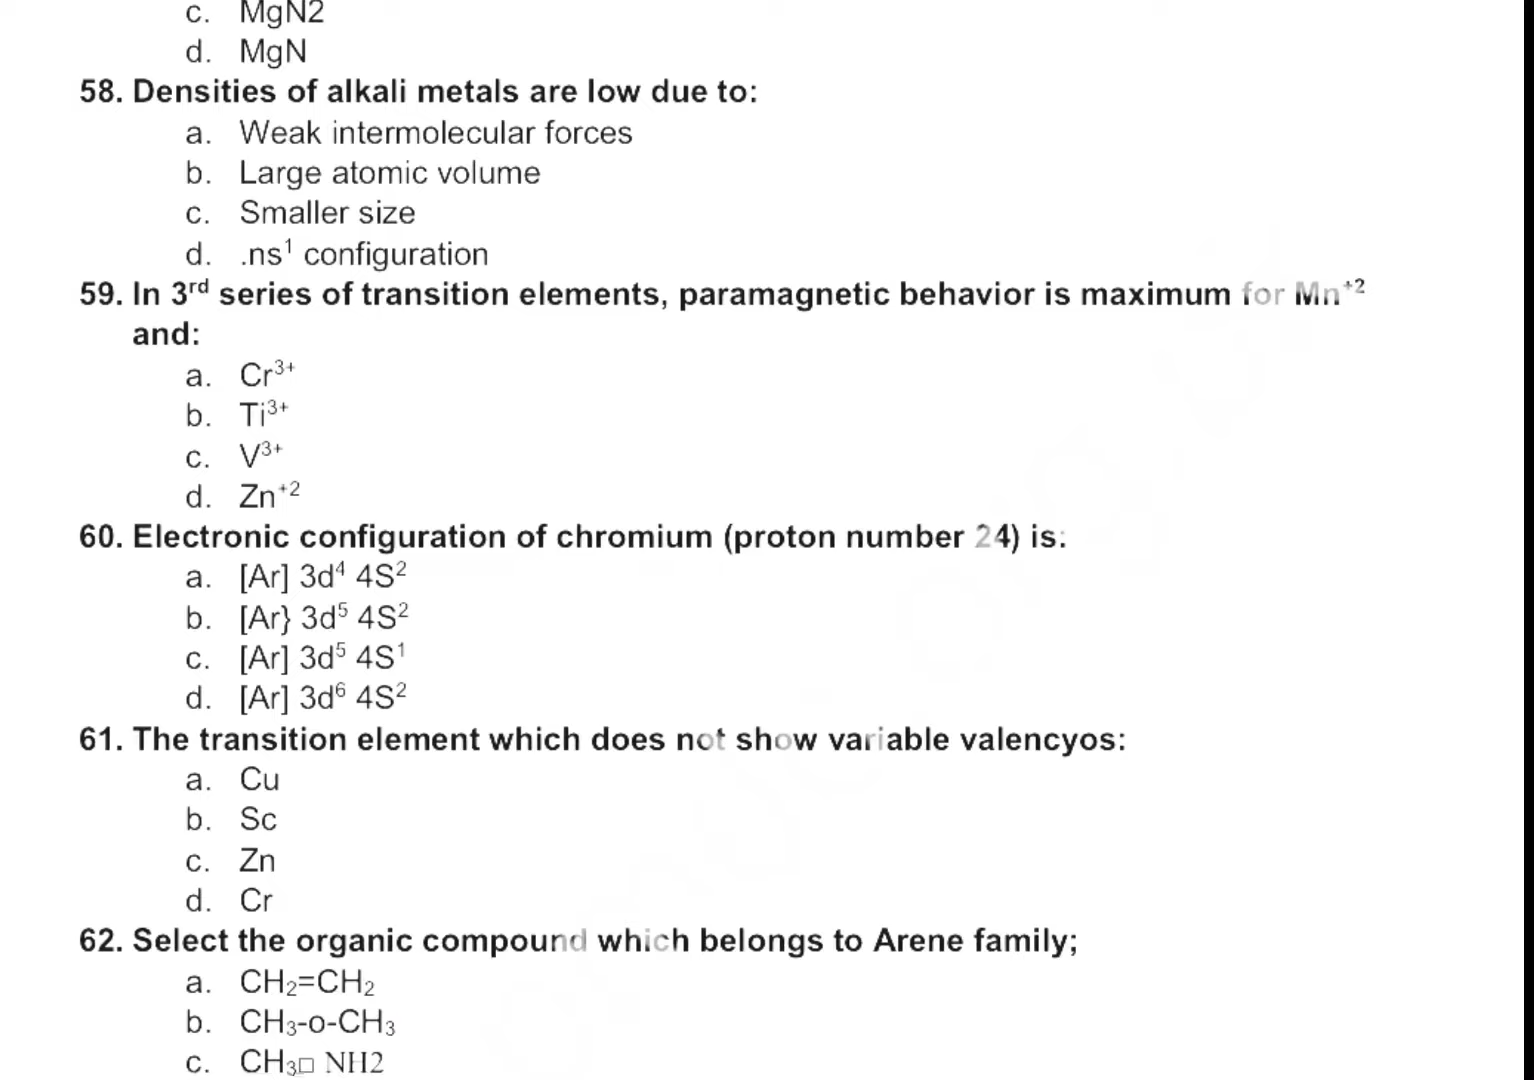 c. MgN2
d. MgN
58. Densities of alkali metals are low due to:
a. Weak intermolecular forces
b. Large atomic volume
c. Smaller size
d. .ns¹ configuration
59. In 3ʳᵈ series of transition elements, paramagnetic behavior is maximum for Mn⁺²
and:
a. Cr³⁺
b. Ti³⁺
c. V³⁺
d. Zn⁺²
60. Electronic configuration of chromium (proton number 24) is:
a. [Ar] 3d⁴ 4S²
b. [Ar} 3d⁵ 4S²
c. [Ar] 3d⁵ 4S¹
d. [Ar] 3d⁶ 4S²
61. The transition element which does not show variable valencyos:
a. Cu
b. Sc
c. Zn
d. Cr
62. Select the organic compound which belongs to Arene family;
a. CH₂=CH₂
b. CH₃-o-CH₃
c. CH₃□ NH2